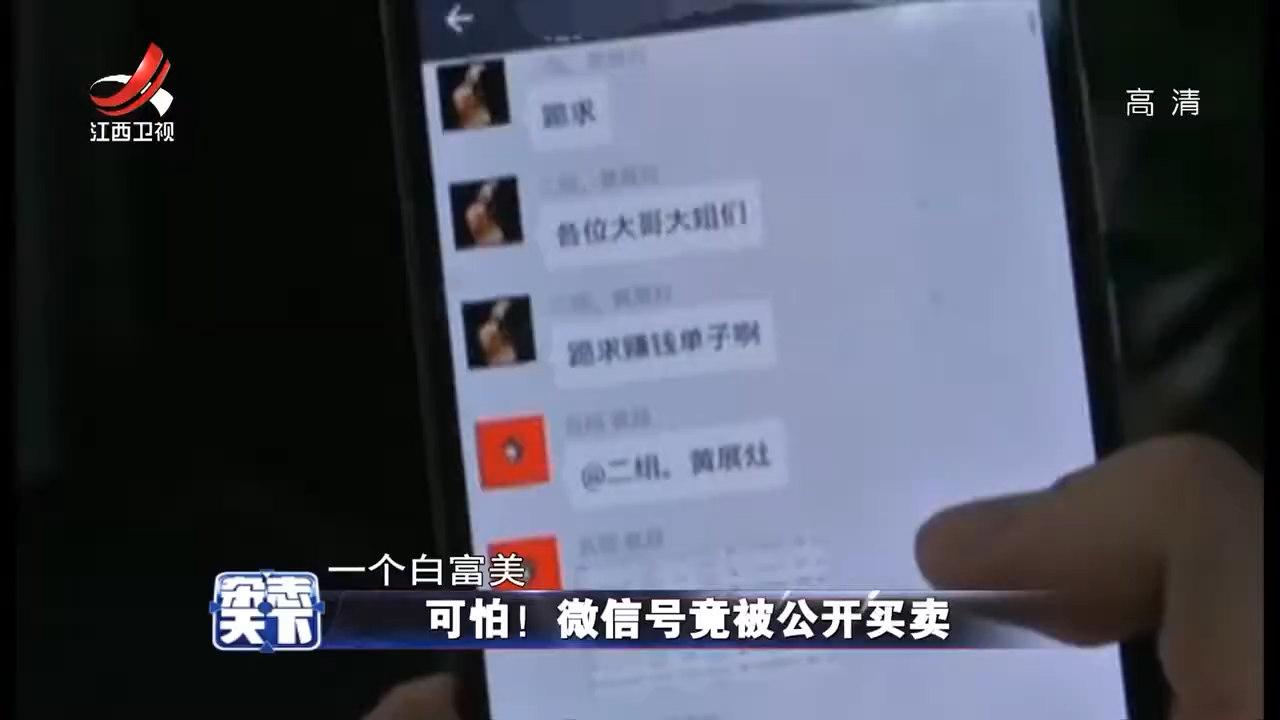 江西卫视
高清
跪求
各位大哥大姐们
跪求赚钱单子啊
@二组。黄展灶
一个白富美
杂志天下
可怕！微信号竟被公开买卖